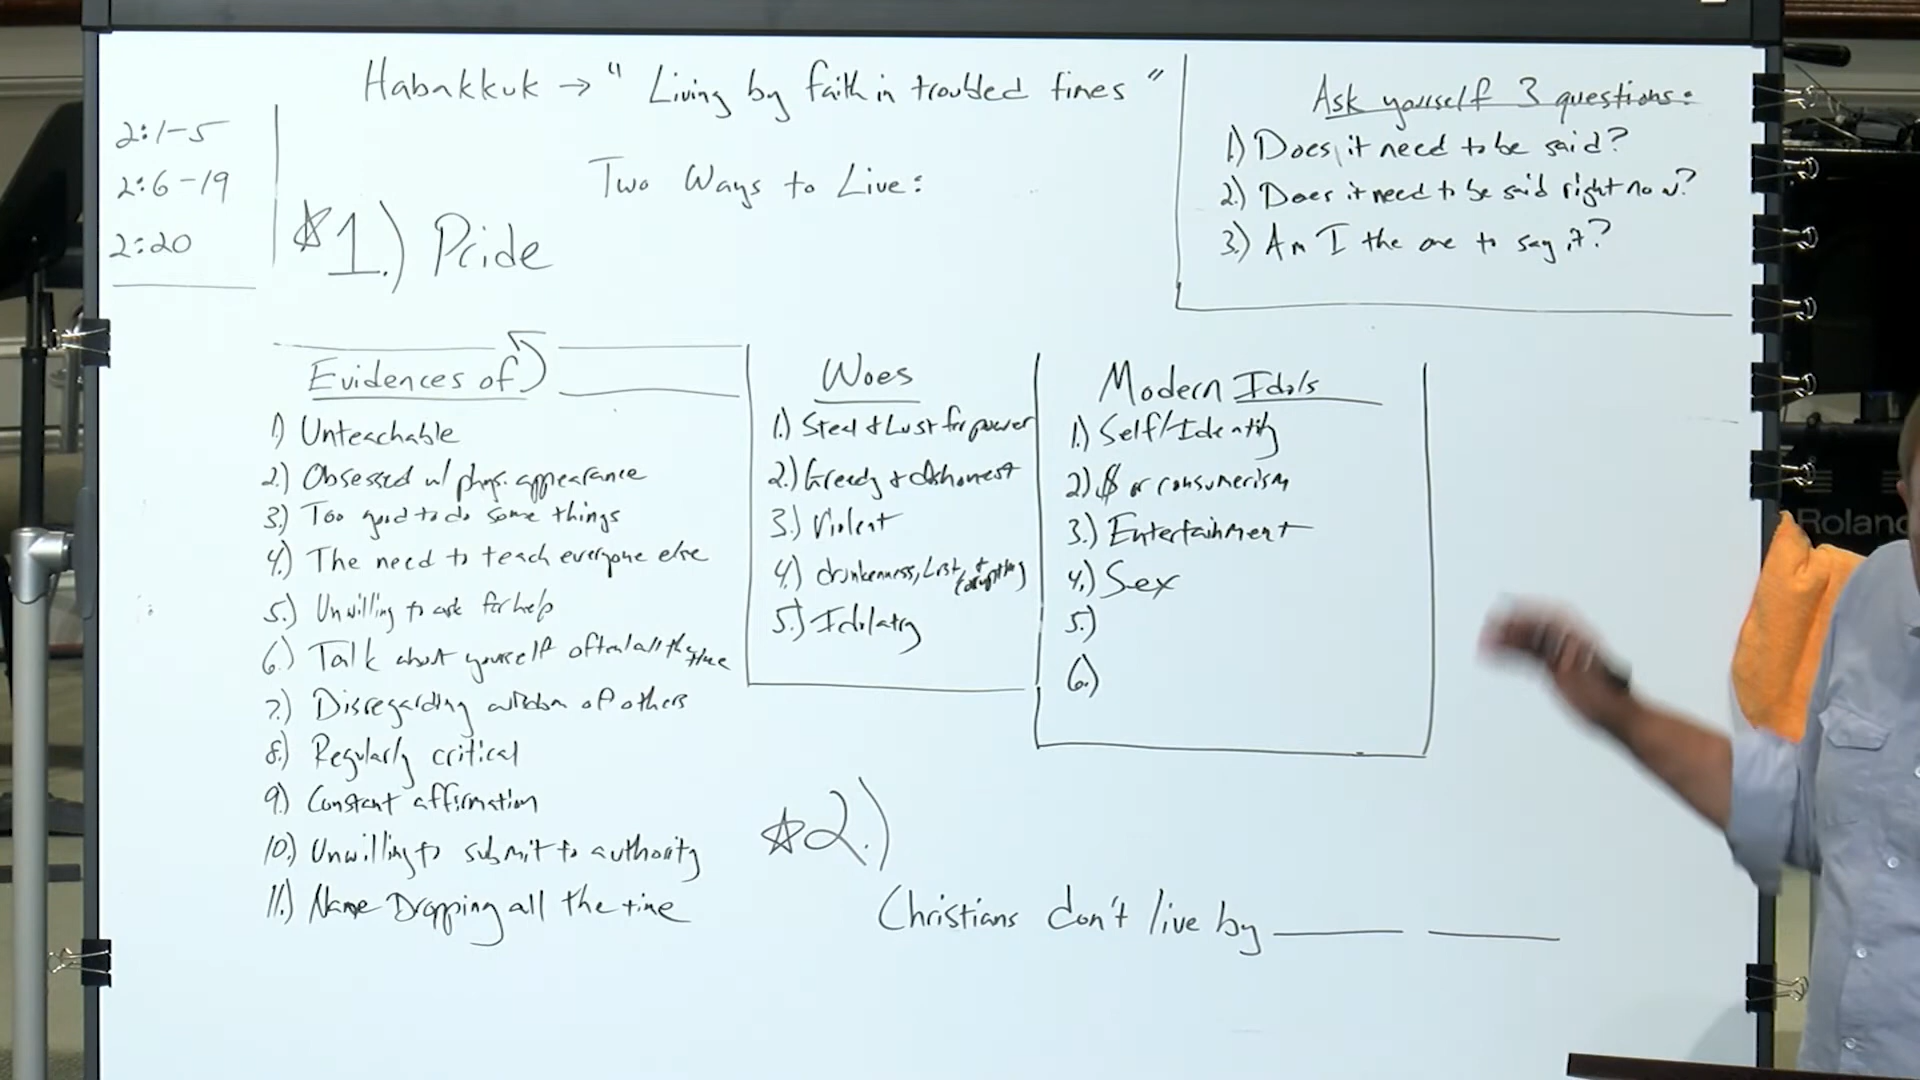 Habakkuk → " Living by faith in troubled times "
2:1-5
2:6-19
2:20
Two Ways to Live:
☆1.) Pride
Ask yourself 3 questions:
1.) Does it need to be said?
2.) Does it need to be said right now?
3.) Am I the one to say it?
Evidences of
1.) Unteachable
2.) Obsessed w/ phys. appearance
3.) Too good to do some things
4.) The need to teach everyone else
5.) Unwilling to ask for help
6.) Talk about yourself often/all the time
7.) Disregarding wisdom of others
8.) Regularly critical
9.) Constant affirmation
10.) Unwilling to submit to authority
11.) Name Dropping all the time
Woes
1.) Steal & Lust for power
2.) Greedy & dishonest
3.) Violent
4.) drunkenness, Lust, &
5.) Idolatry
Modern Idols
1.) Self/Identity
2.) $ or consumerism
3.) Entertainment
4.) Sex
5.)
6.)
☆2.)
Christians don't live by ____ ____
Roland